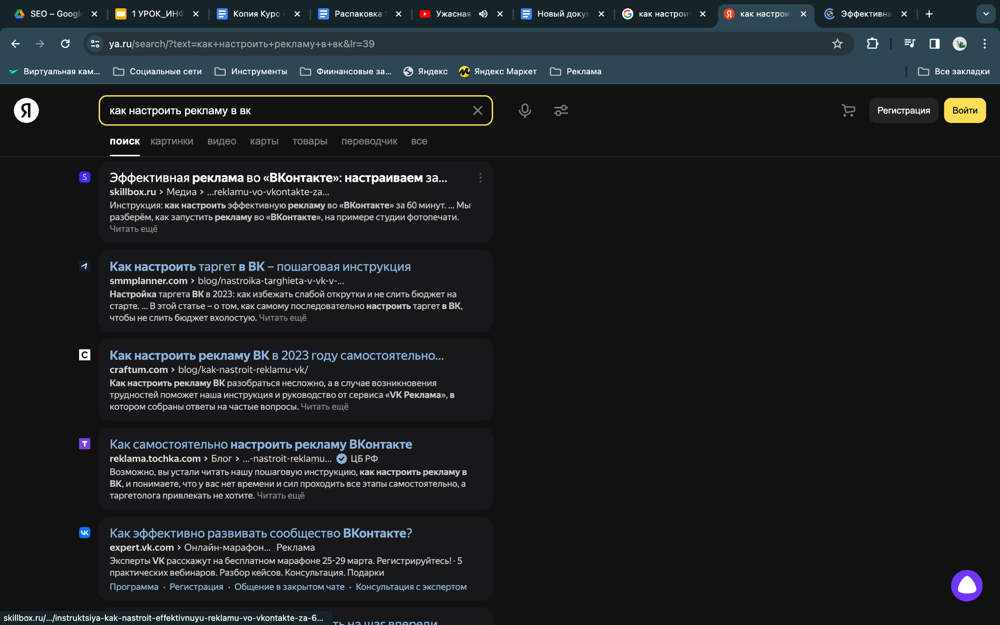 SEO – Google
1 УРОК_ИНФ
Копия Курс
Распаковка
Ужасная
Новый докум
как настроит
как настроит
Эффективна
ya.ru/search/?text=как+настроить+рекламу+в+вк&lr=39
Виртуальная кам...
Социальные сети
Инструменты
Фиинансовые за...
Яндекс
Яндекс Маркет
Реклама
Все закладки
Я
как настроить рекламу в вк
Регистрация
Войти
поиск картинки видео карты товары переводчик все
S
Эффективная реклама во «ВКонтакте»: настраиваем за...
skillbox.ru › Медиа › ...reklamu-vo-vkontakte-za...
Инструкция: как настроить эффективную рекламу во «ВКонтакте» за 60 минут. ... Мы
разберём, как запустить рекламу во «ВКонтакте», на примере студии фотопечати.
Читать ещё
Как настроить таргет в ВК – пошаговая инструкция
smmplanner.com › blog/nastroika-targhieta-v-vk-v-...
Настройка таргета ВК в 2023: как избежать слабой открутки и не слить бюджет на
старте. ... В этой статье – о том, как самому последовательно настроить таргет в ВК,
чтобы не слить бюджет вхолостую. Читать ещё
C
Как настроить рекламу ВК в 2023 году самостоятельно...
craftum.com › blog/kak-nastroit-reklamu-vk/
Как настроить рекламу ВК разобраться несложно, а в случае возникновения
трудностей поможет наша инструкция и руководство от сервиса «VK Реклама», в
котором собраны ответы на частые вопросы. Читать ещё
T
Как самостоятельно настроить рекламу ВКонтакте
reklama.tochka.com › Блог › ...-nastroit-reklamu... ЦБ РФ
Возможно, вы устали читать нашу пошаговую инструкцию, как настроить рекламу в
ВК, и понимаете, что у вас нет времени и сил проходить все этапы самостоятельно, а
таргетолога привлекать не хотите. Читать ещё
VK
Как эффективно развивать сообщество ВКонтакте?
expert.vk.com › Онлайн-марафон... Реклама
Эксперты VK расскажут на бесплатном марафоне 25-29 марта. Регистрируйтесь! · 5
практических вебинаров. Разбор кейсов. Консультация. Подарки
Программа · Регистрация · Общение в закрытом чате · Консультация с экспертом
skillbox.ru/.../instruktsiya-kak-nastroit-effektivnuyu-reklamu-vo-vkontakte-za-6...
на шаг впереди